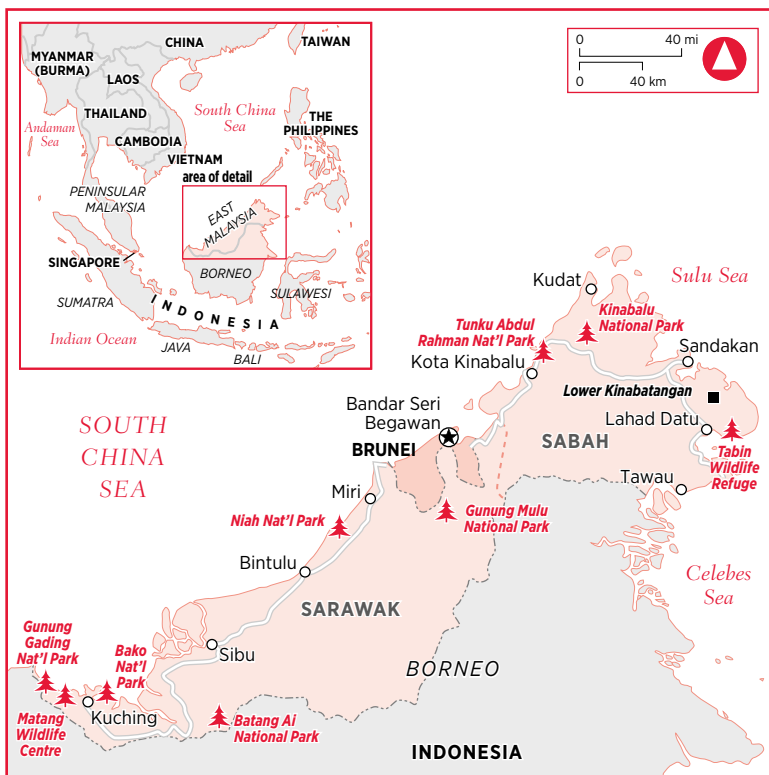 CHINA
TAIWAN
MYANMAR
(BURMA)
LAOS
THAILAND
South China
Sea
THE
PHILIPPINES
Andaman
Sea
CAMBODIA
VIETNAM
area of detail
PENINSULAR
MALAYSIA
EAST
MALAYSIA
SINGAPORE
BORNEO
SUMATRA
SULAWESI
INDONESIA
Indian Ocean
JAVA
BALI
0 40 mi
0 40 km
Kudat
Sulu Sea
Kinabalu
National Park
Tunku Abdul
Rahman Nat'l Park
Sandakan
Kota Kinabalu
Lower Kinabatangan
Bandar Seri
Begawan
Lahad Datu
SOUTH
CHINA
SEA
BRUNEI
SABAH
Tabin
Wildlife
Refuge
Tawau
Miri
Niah Nat'l Park
Gunung Mulu
National Park
Bintulu
Celebes
Sea
SARAWAK
Gunung
Gading
Nat'l Park
Bako
Nat'l
Park
Sibu
BORNEO
Kuching
Matang
Wildlife
Centre
Batang Ai
National Park
INDONESIA